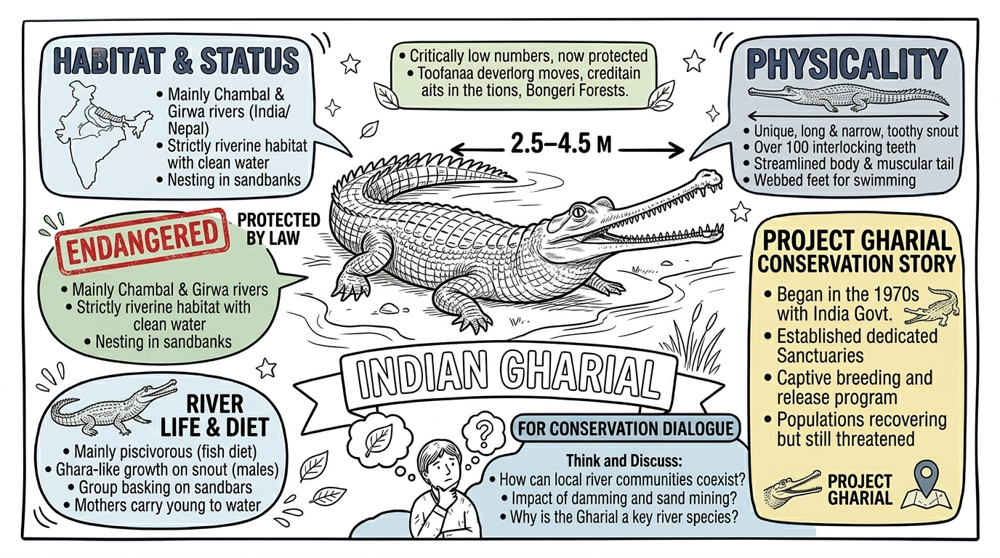 HABITAT & STATUS
• Mainly Chambal &
Girwa rivers (India/
Nepal)
• Strictly riverine habitat
with clean water
• Nesting in sandbanks
• Critically low numbers, now protected
• Toofanaa deverlorg moves, creditain
aits in the tions, Bongeri Forests.
PHYSICALITY
• Unique, long & narrow, toothy snout
• Over 100 interlocking teeth
• Streamlined body & muscular tail
• Webbed feet for swimming
2.5–4.5 M
ENDANGERED
PROTECTED
BY LAW
• Mainly Chambal & Girwa rivers
• Strictly riverine habitat with
clean water
• Nesting in sandbanks
RIVER
LIFE & DIET
• Mainly piscivorous (fish diet)
• Ghara-like growth on snout (males)
• Group basking on sandbars
• Mothers carry young to water
INDIAN GHARIAL
?
FOR CONSERVATION DIALOGUE
Think and Discuss:
• How can local river communities coexist?
• Impact of damming and sand mining?
• Why is the Gharial a key river species?
PROJECT GHARIAL
CONSERVATION STORY
• Began in the 1970s
with India Govt.
• Established dedicated
Sanctuaries
• Captive breeding and
release program
• Populations recovering
but still threatened
PROJECT
GHARIAL